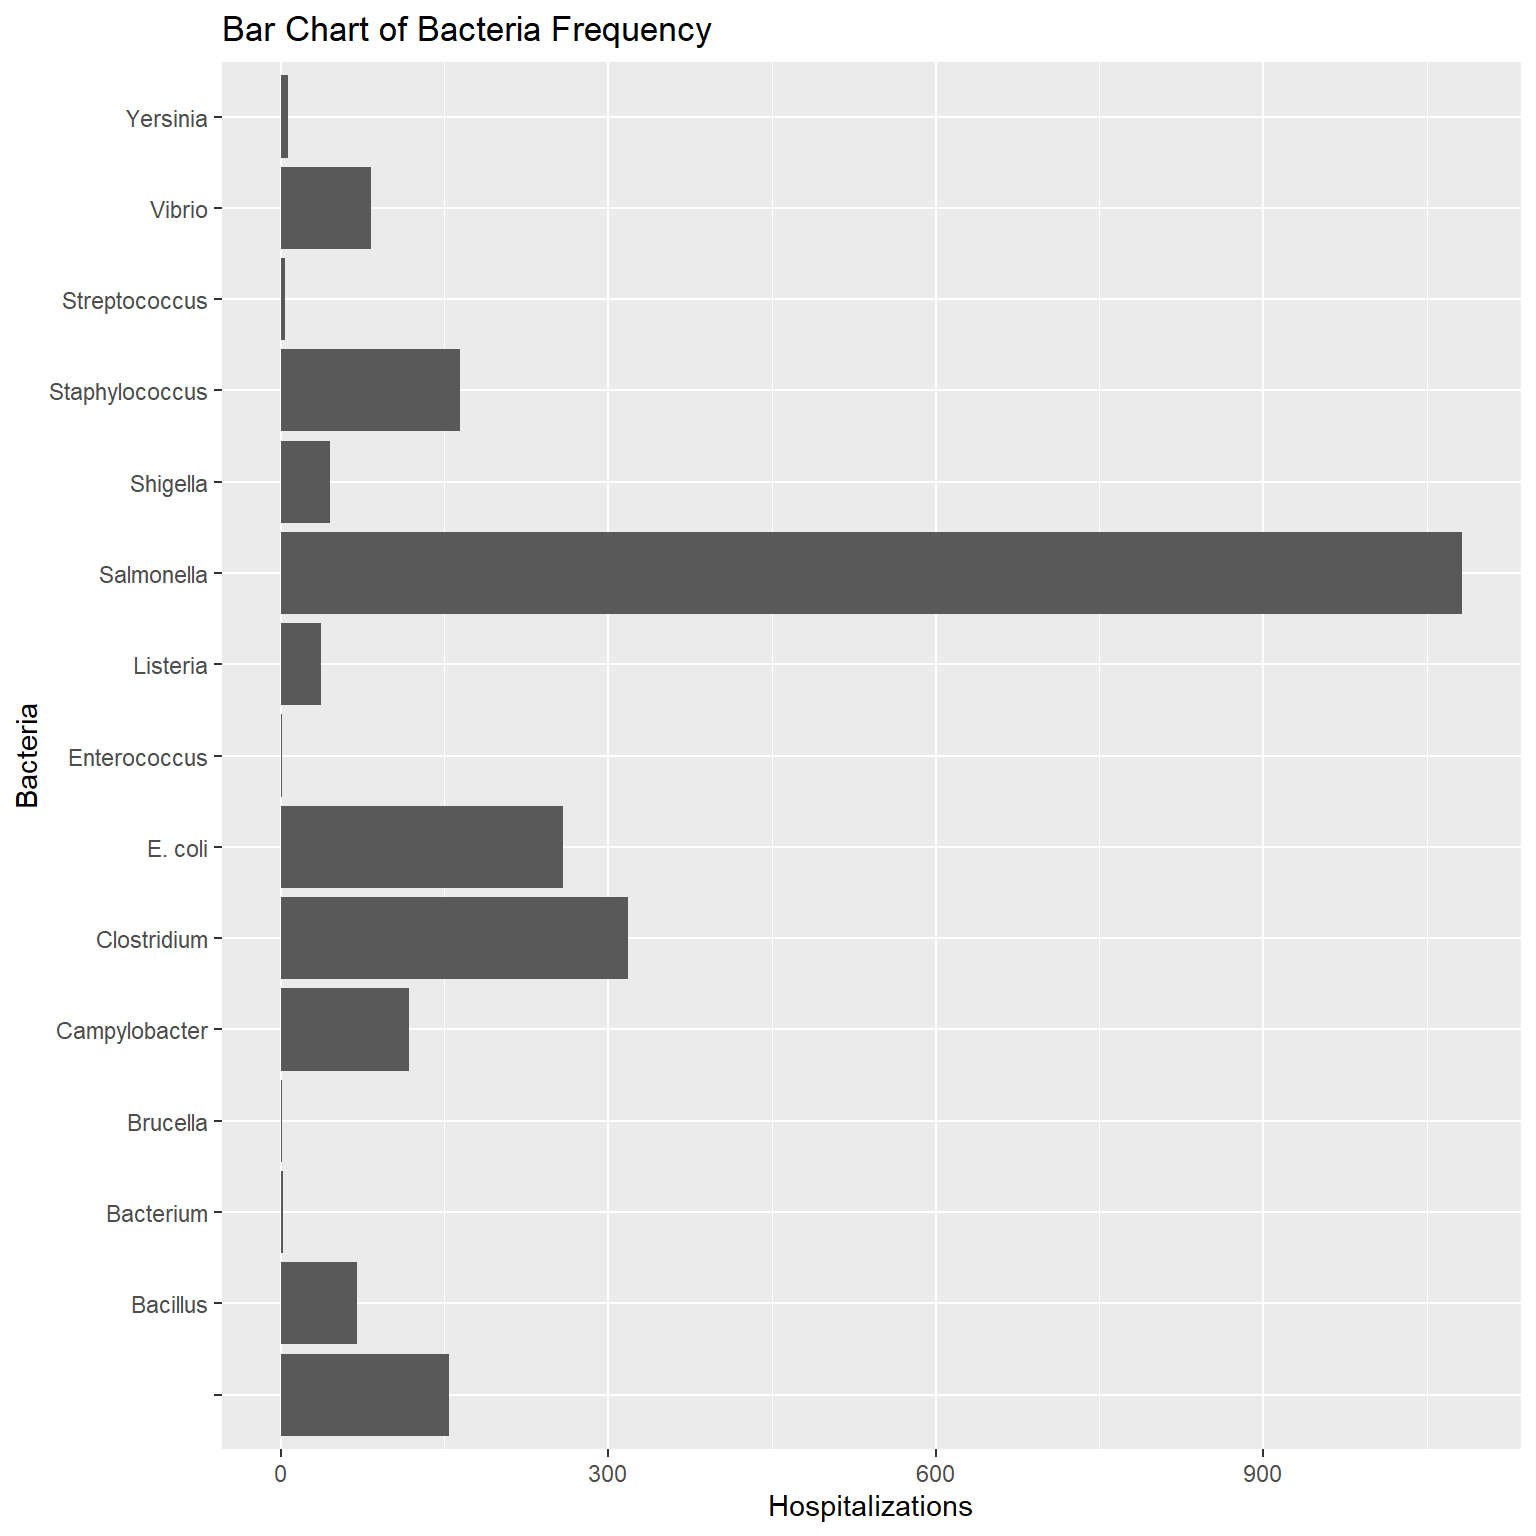 Bar Chart of Bacteria Frequency
Yersinia
Vibrio
Streptococcus
Staphylococcus
Shigella
Salmonella
Listeria
Enterococcus
E. coli
Clostridium
Campylobacter
Brucella
Bacterium
Bacillus
Bacteria
0 300 600 900
Hospitalizations